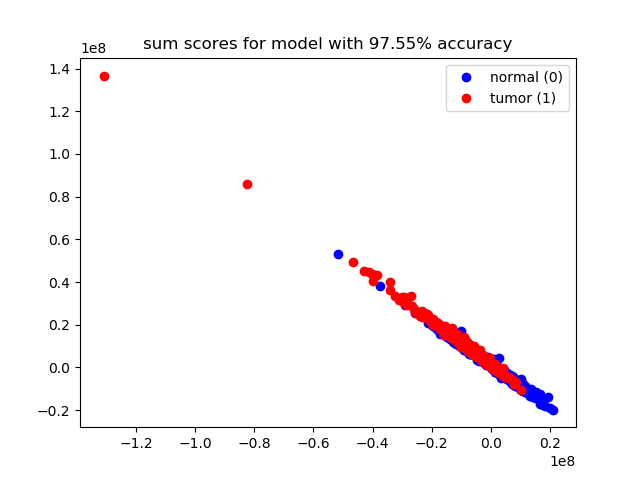 sum scores for model with 97.55% accuracy
1e8
normal (0)
tumor (1)
1.4
1.2
1.0
0.8
0.6
0.4
0.2
0.0
−0.2
−1.2 −1.0 −0.8 −0.6 −0.4 −0.2 0.0 0.2
1e8